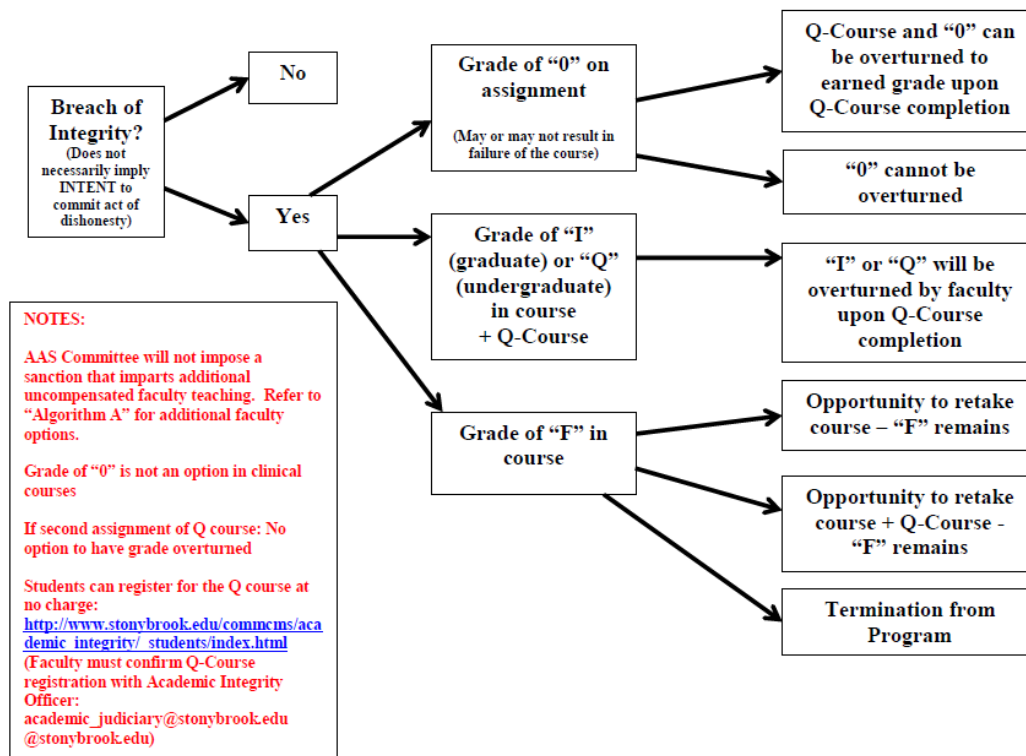 Breach of
Integrity?
(Does not
necessarily imply
INTENT to
commit act of
dishonesty)
No
Yes
Grade of “0” on
assignment
(May or may not result in
failure of the course)
Grade of “I”
(graduate) or “Q”
(undergraduate)
in course
+ Q-Course
Grade of “F” in
course
Q-Course and “0” can
be overturned to
earned grade upon
Q-Course completion
“0” cannot be
overturned
“I” or “Q” will be
overturned by faculty
upon Q-Course
completion
Opportunity to retake
course – “F” remains
Opportunity to retake
course + Q-Course -
“F” remains
Termination from
Program
NOTES:
AAS Committee will not impose a
sanction that imparts additional
uncompensated faculty teaching.  Refer to
“Algorithm A” for additional faculty
options.
Grade of “0” is not an option in clinical
courses
If second assignment of Q course: No
option to have grade overturned
Students can register for the Q course at
no charge:
http://www.stonybrook.edu/commcms/aca
demic_integrity/_students/index.html
(Faculty must confirm Q-Course
registration with Academic Integrity
Officer:
academic_judiciary@stonybrook.edu
@stonybrook.edu)